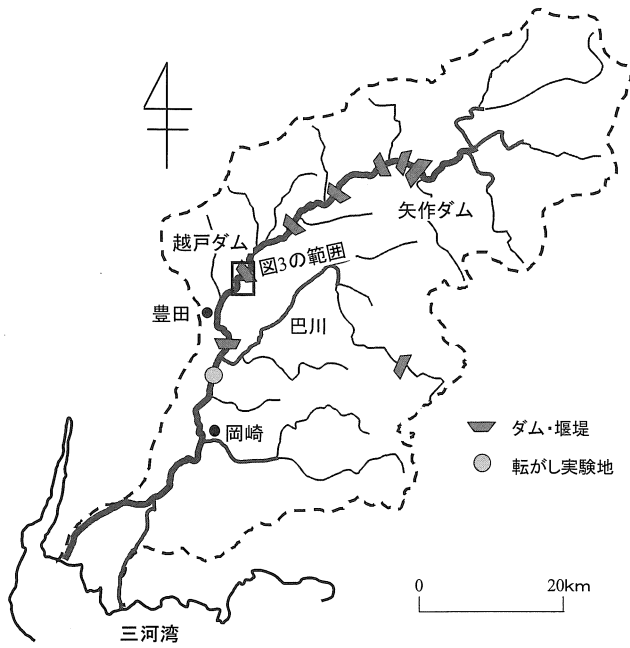 矢作ダム
越戸ダム
図3の範囲
豊田
巴川
岡崎
ダム・堰堤
転がし実験地
0 20km
三河湾